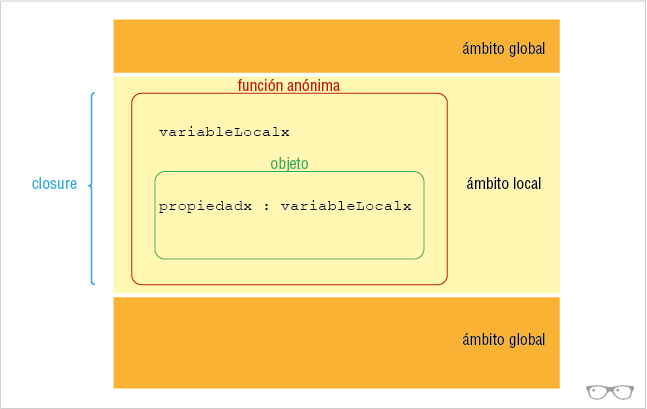 ámbito global
función anónima
variableLocalx
objeto
closure
ámbito local
propiedadx : variableLocalx
ámbito global